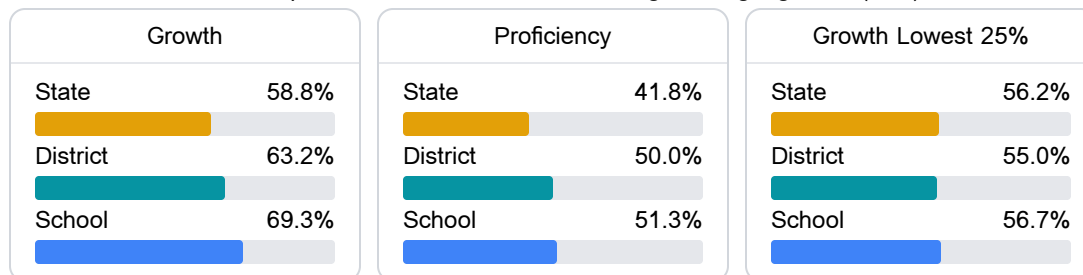 Growth
State 58.8%
District 63.2%
School 69.3%
Proficiency
State 41.8%
District 50.0%
School 51.3%
Growth Lowest 25%
State 56.2%
District 55.0%
School 56.7%